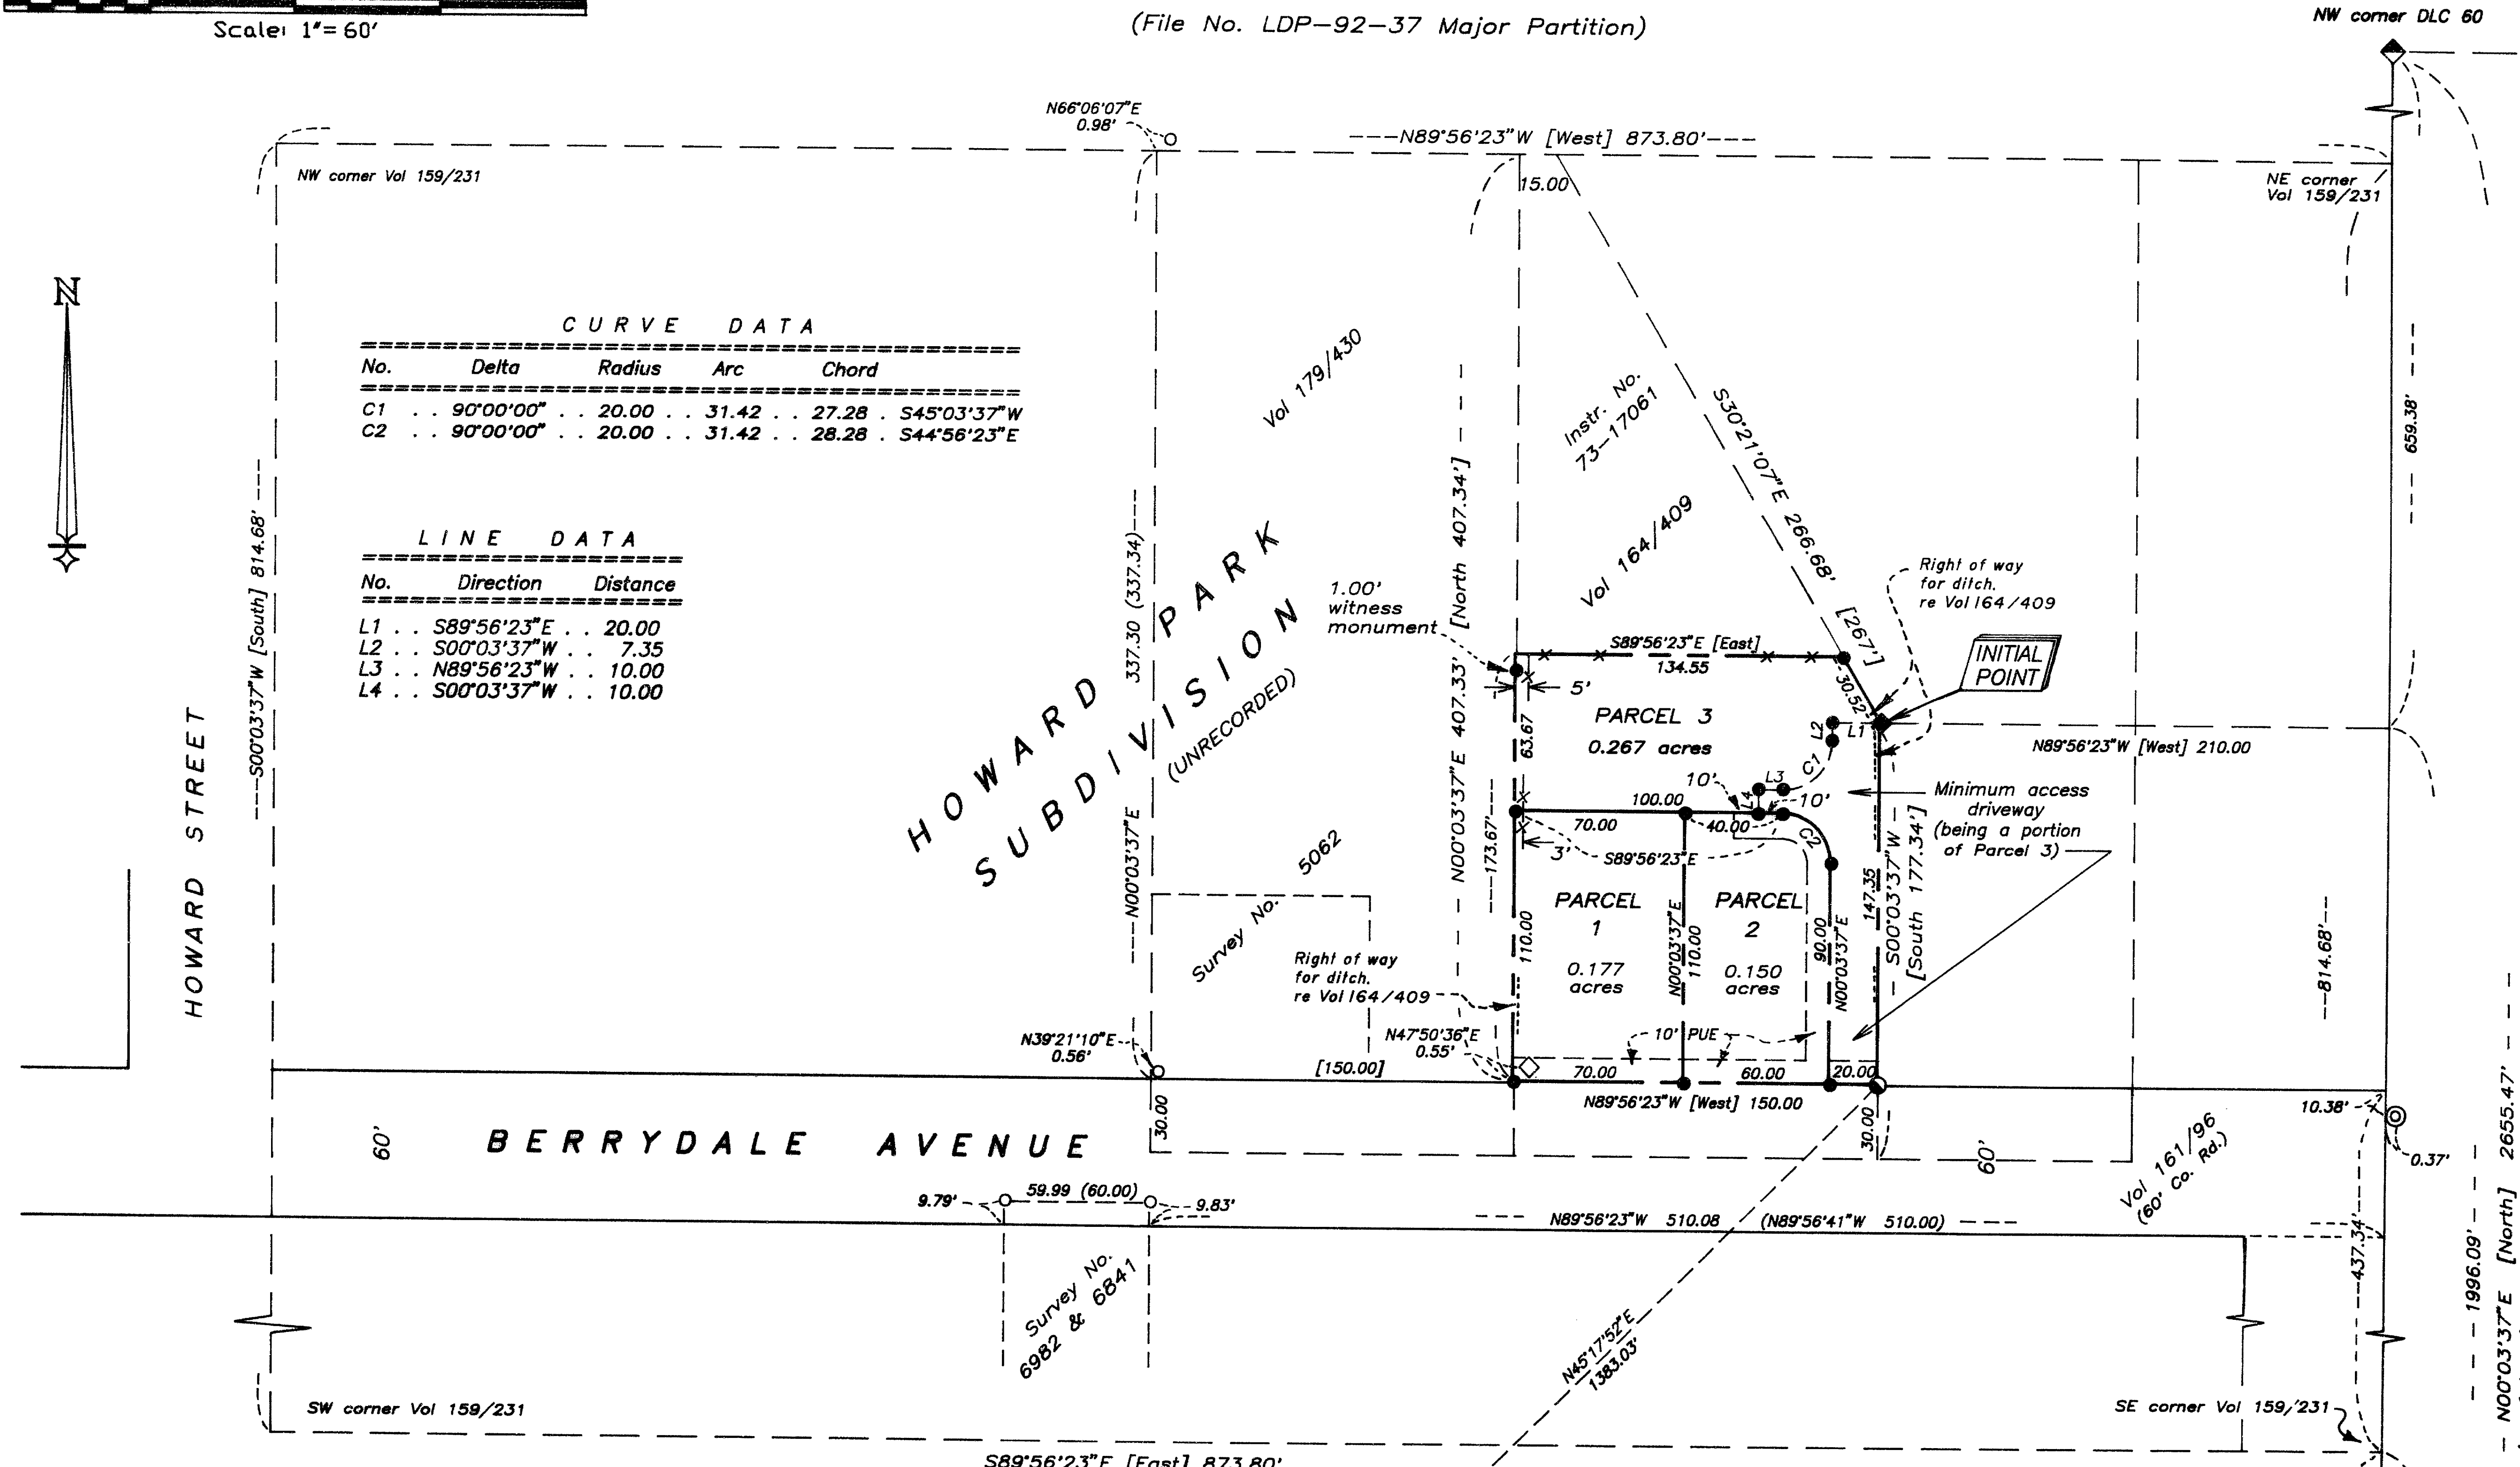 Scale: 1"= 60'
(File No. LDP-92-37 Major Partition)
NW corner DLC 60
N66°06'07"E
0.98'
---N89°56'23"W [West] 873.80'---
NW corner Vol 159/231
15.00
NE corner
Vol 159/231
N
CURVE DATA
No. Delta Radius Arc Chord
C1 . . 90°00'00" . . 20.00 . . 31.42 . . 27.28 . S45°03'37"W
C2 . . 90°00'00" . . 20.00 . . 31.42 . . 28.28 . S44°56'23"E
LINE DATA
No. Direction Distance
L1 . . S89°56'23"E . . 20.00
L2 . . S00°03'37"W . . 7.35
L3 . . N89°56'23"W . . 10.00
L4 . . S00°03'37"W . . 10.00
HOWARD STREET
----S00°03'37"W [South] 814.68' ---
HOWARD PARK
SUBDIVISION
(UNRECORDED)
---N00°03'37"E 337.30 (337.34)---
Vol 179/430
Instr. No.
73-17061
Vol 164/409
S30°21'07"E 266.68' [267']
659.38'
- N00°03'37"E 407.33' [North 407.34']
1.00'
witness
monument
Right of way
for ditch.
re Vol 164/409
INITIAL
POINT
S89°56'23"E [East]
134.55
5'
30.52
63.67
PARCEL 3
0.267 acres
L2
L1
C1
L3
L4
10'
10'
N89°56'23"W [West] 210.00
Minimum access
driveway
(being a portion
of Parcel 3)
100.00
70.00
40.00
C2
3'
S89°56'23"E
---173.67'---
Survey No. 5062
110.00
PARCEL
1
0.177
acres
N00°03'37"E
110.00
PARCEL
2
0.150
acres
90.00
N00°03'37"E
147.35
- S00°03'37"W -
[South 177.34']
Right of way
for ditch.
re Vol 164/409
--814.68'---
N39°21'10"E
0.56'
N47°50'36"E
0.55'
10' PUE
[150.00]
70.00
60.00
20.00
N89°56'23"W [West] 150.00
30.00
30.00
60'
BERRYDALE AVENUE
60'
10.38'
0.37'
Vol 161/96
(60' Co. Rd.)
9.79'
59.99 (60.00)
9.83'
N89°56'23"W 510.08 (N89°56'41"W 510.00)
Survey No.
6982 & 6841
N45°17'52"E
1383.03'
437.34'
- - 1996.09' - -
- N00°03'37"E [North] 2655.47' - -
SW corner Vol 159/231
SE corner Vol 159/231
S89°56'23"E [East] 873.80'